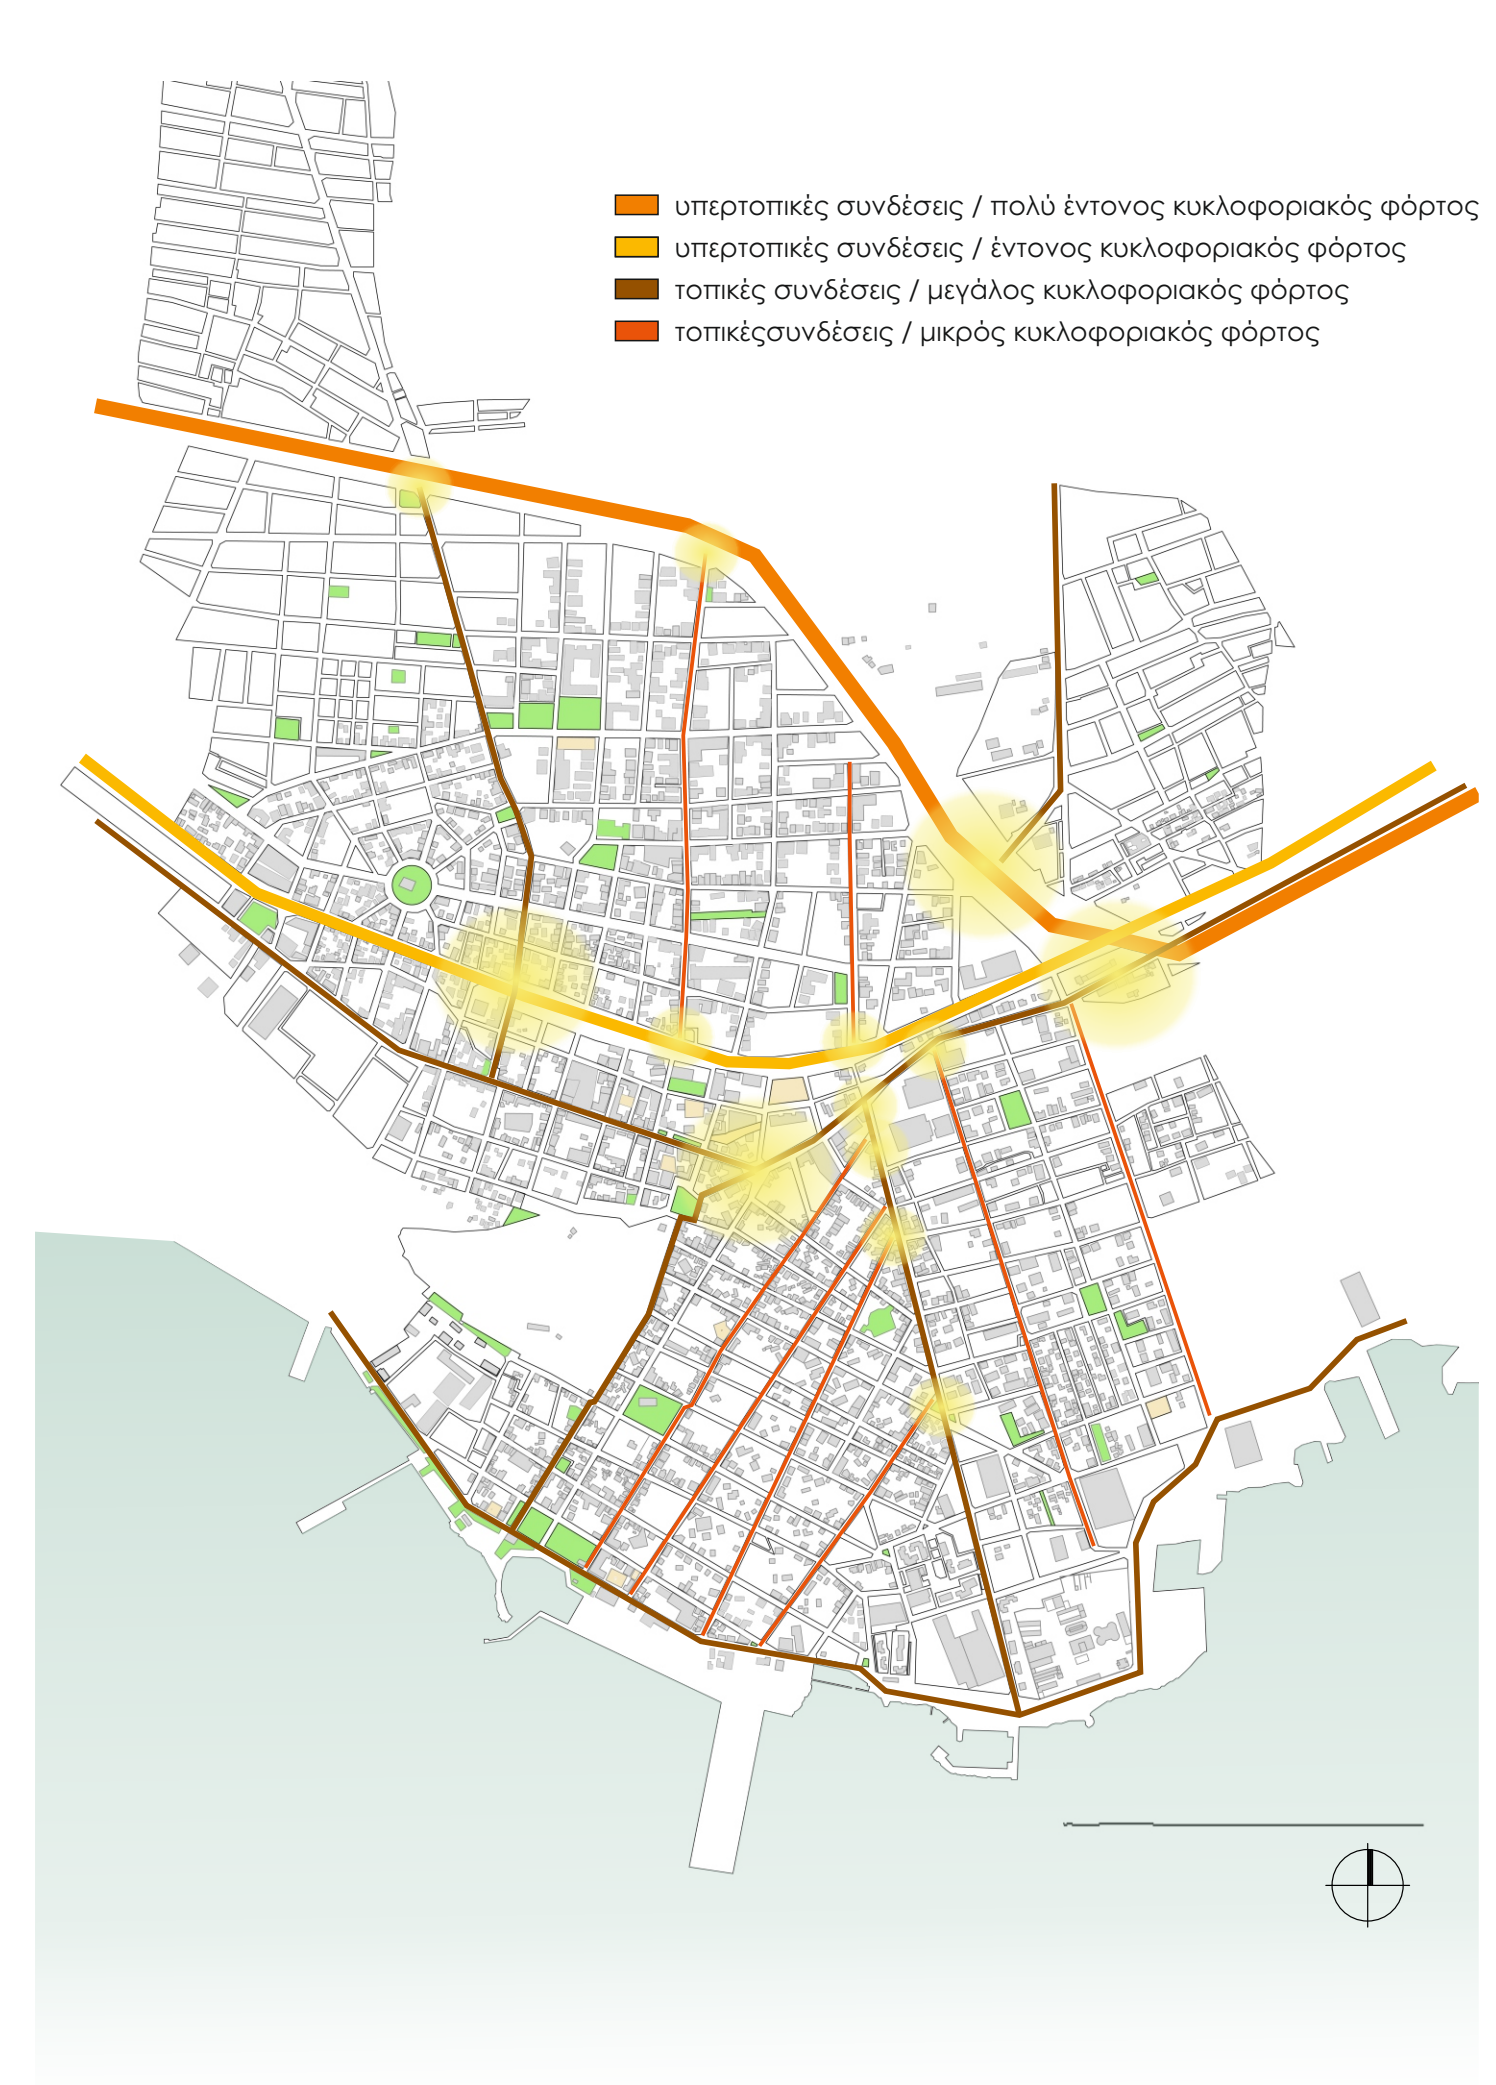 υπερτοπικές συνδέσεις / πολύ έντονος κυκλοφοριακός φόρτος
υπερτοπικές συνδέσεις / έντονος κυκλοφοριακός φόρτος
τοπικές συνδέσεις / μεγάλος κυκλοφοριακός φόρτος
τοπικέςσυνδέσεις / μικρός κυκλοφοριακός φόρτος